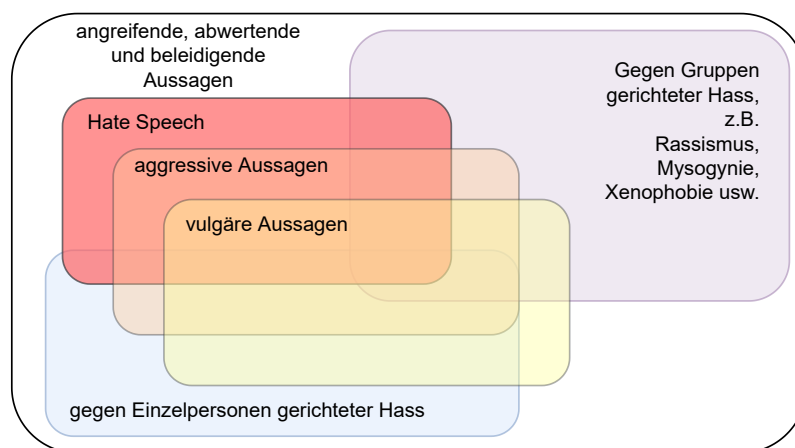 angreifende, abwertende
und beleidigende
Aussagen
Gegen Gruppen
gerichteter Hass,
z.B.
Rassismus,
Mysogynie,
Xenophobie usw.
Hate Speech
aggressive Aussagen
vulgäre Aussagen
gegen Einzelpersonen gerichteter Hass